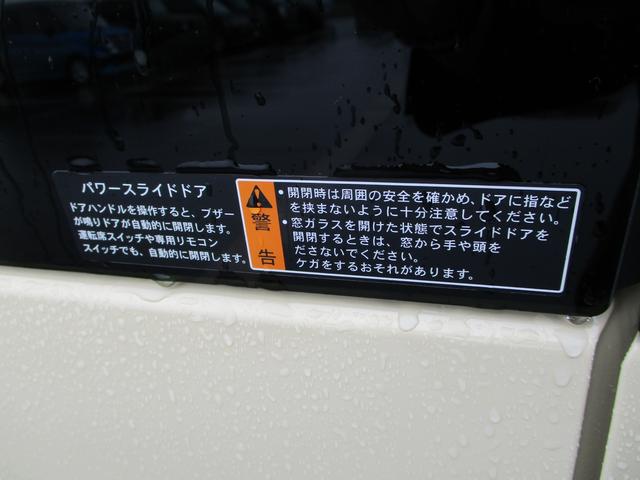 パワースライドドア
ドアハンドルを操作すると、ブザー
が鳴りドアが自動的に開閉します。
運転席スイッチや専用リモコン
スイッチでも、自動的に開閉します。
警告
・開閉時は周囲の安全を確かめ、ドアに指など
を挟まないように十分注意してください。
・窓ガラスを開けた状態でスライドドアを
開閉するときは、窓から手や頭を
ださないでください。
ケガをするおそれがあります。